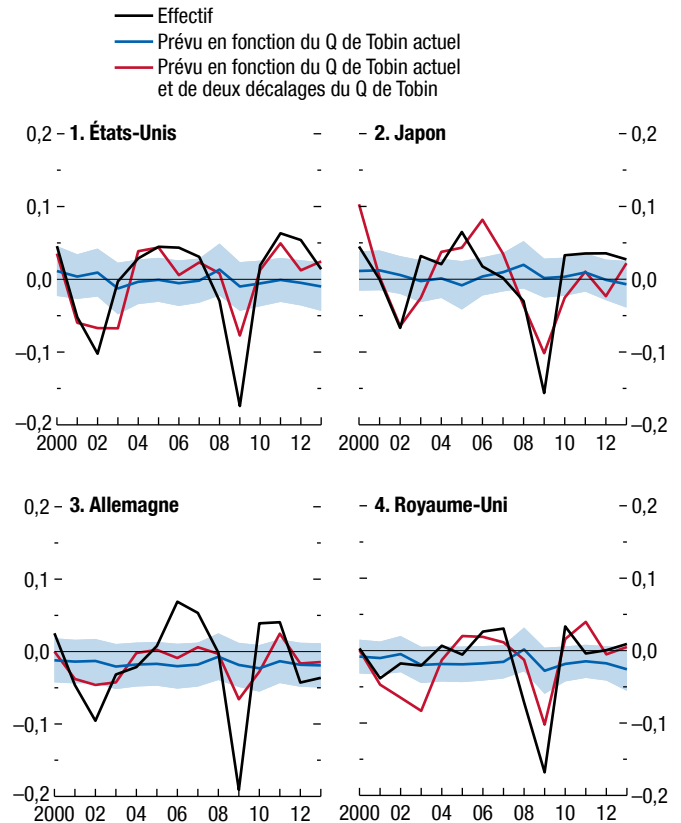 Effectif
Prévu en fonction du Q de Tobin actuel
Prévu en fonction du Q de Tobin actuel
et de deux décalages du Q de Tobin
0,2 1. États-Unis
0,1
0,0
–0,1
–0,2
2000 02 04 06 08 10 12
2. Japon 0,2
0,1
0,0
–0,1
–0,2
2000 02 04 06 08 10 12
0,2 3. Allemagne
0,1
0,0
–0,1
–0,2
2000 02 04 06 08 10 12
4. Royaume-Uni 0,2
0,1
0,0
–0,1
–0,2
2000 02 04 06 08 10 12